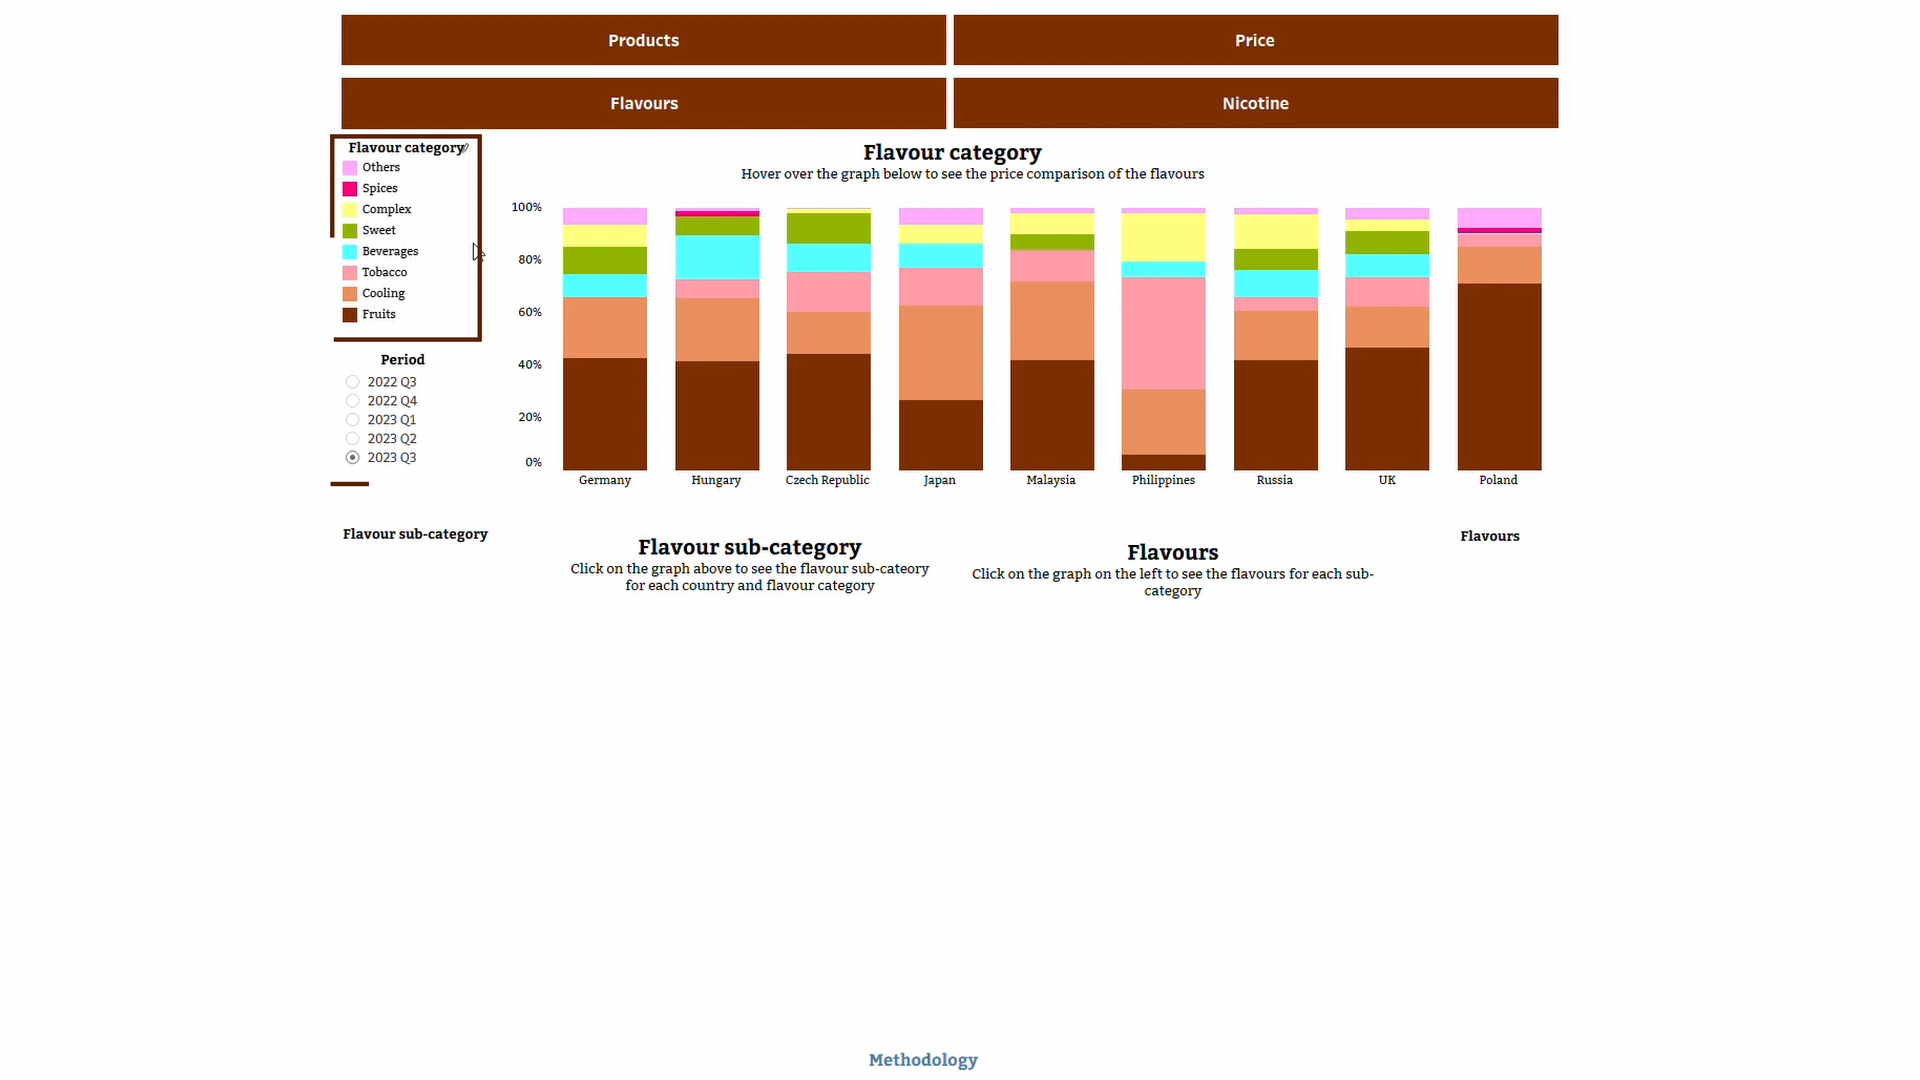 Products
Price
Flavours
Nicotine
Flavour category
Others
Spices
Complex
Sweet
Beverages
Tobacco
Cooling
Fruits
Period
2022 Q3
2022 Q4
2023 Q1
2023 Q2
2023 Q3
Flavour category
Hover over the graph below to see the price comparison of the flavours
100%
80%
60%
40%
20%
0%
Germany
Hungary
Czech Republic
Japan
Malaysia
Philippines
Russia
UK
Poland
Flavour sub-category
Flavour sub-category
Click on the graph above to see the flavour sub-cateory
for each country and flavour category
Flavours
Click on the graph on the left to see the flavours for each sub-
category
Flavours
Methodology